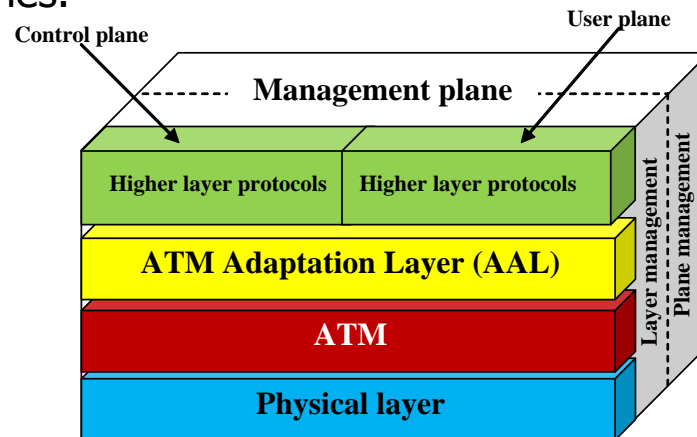 User plane
Control plane
Management plane
Higher layer protocols
Higher layer protocols
Layer management
Plane management
ATM Adaptation Layer (AAL)
ATM
Physical layer